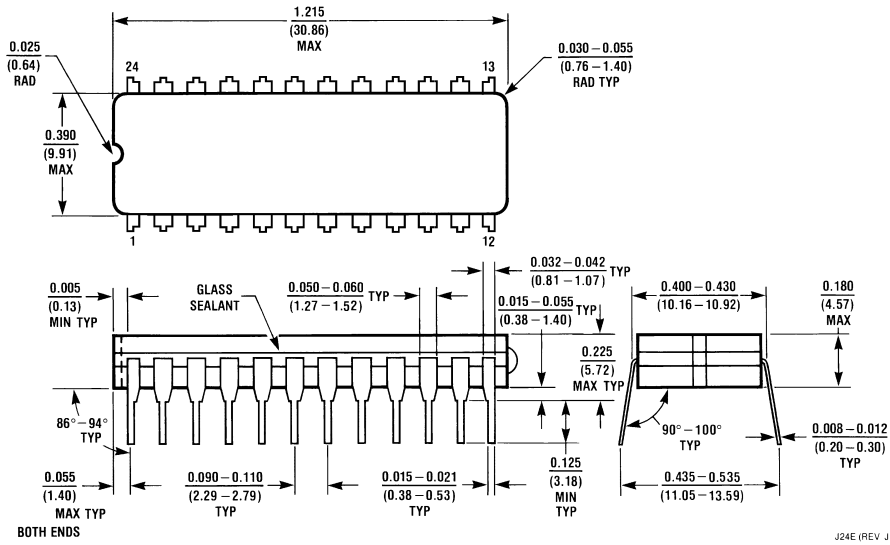 1.215
(30.86)
MAX
0.025
(0.64)
RAD
24
13
0.030–0.055
(0.76–1.40)
RAD TYP
0.390
(9.91)
MAX
1
12
0.005
(0.13)
MIN TYP
GLASS
SEALANT
0.050–0.060 TYP
(1.27–1.52)
0.032–0.042 TYP
(0.81–1.07)
0.015–0.055 TYP
(0.38–1.40)
0.400–0.430
(10.16–10.92)
0.180
(4.57)
MAX
0.225
(5.72)
MAX TYP
86°–94°
TYP
90°–100°
TYP
0.008–0.012
(0.20–0.30)
TYP
0.055
(1.40)
MAX TYP
BOTH ENDS
0.090–0.110
(2.29–2.79)
TYP
0.015–0.021
(0.38–0.53)
TYP
0.125
(3.18)
MIN
TYP
0.435–0.535
(11.05–13.59)
J24E (REV J